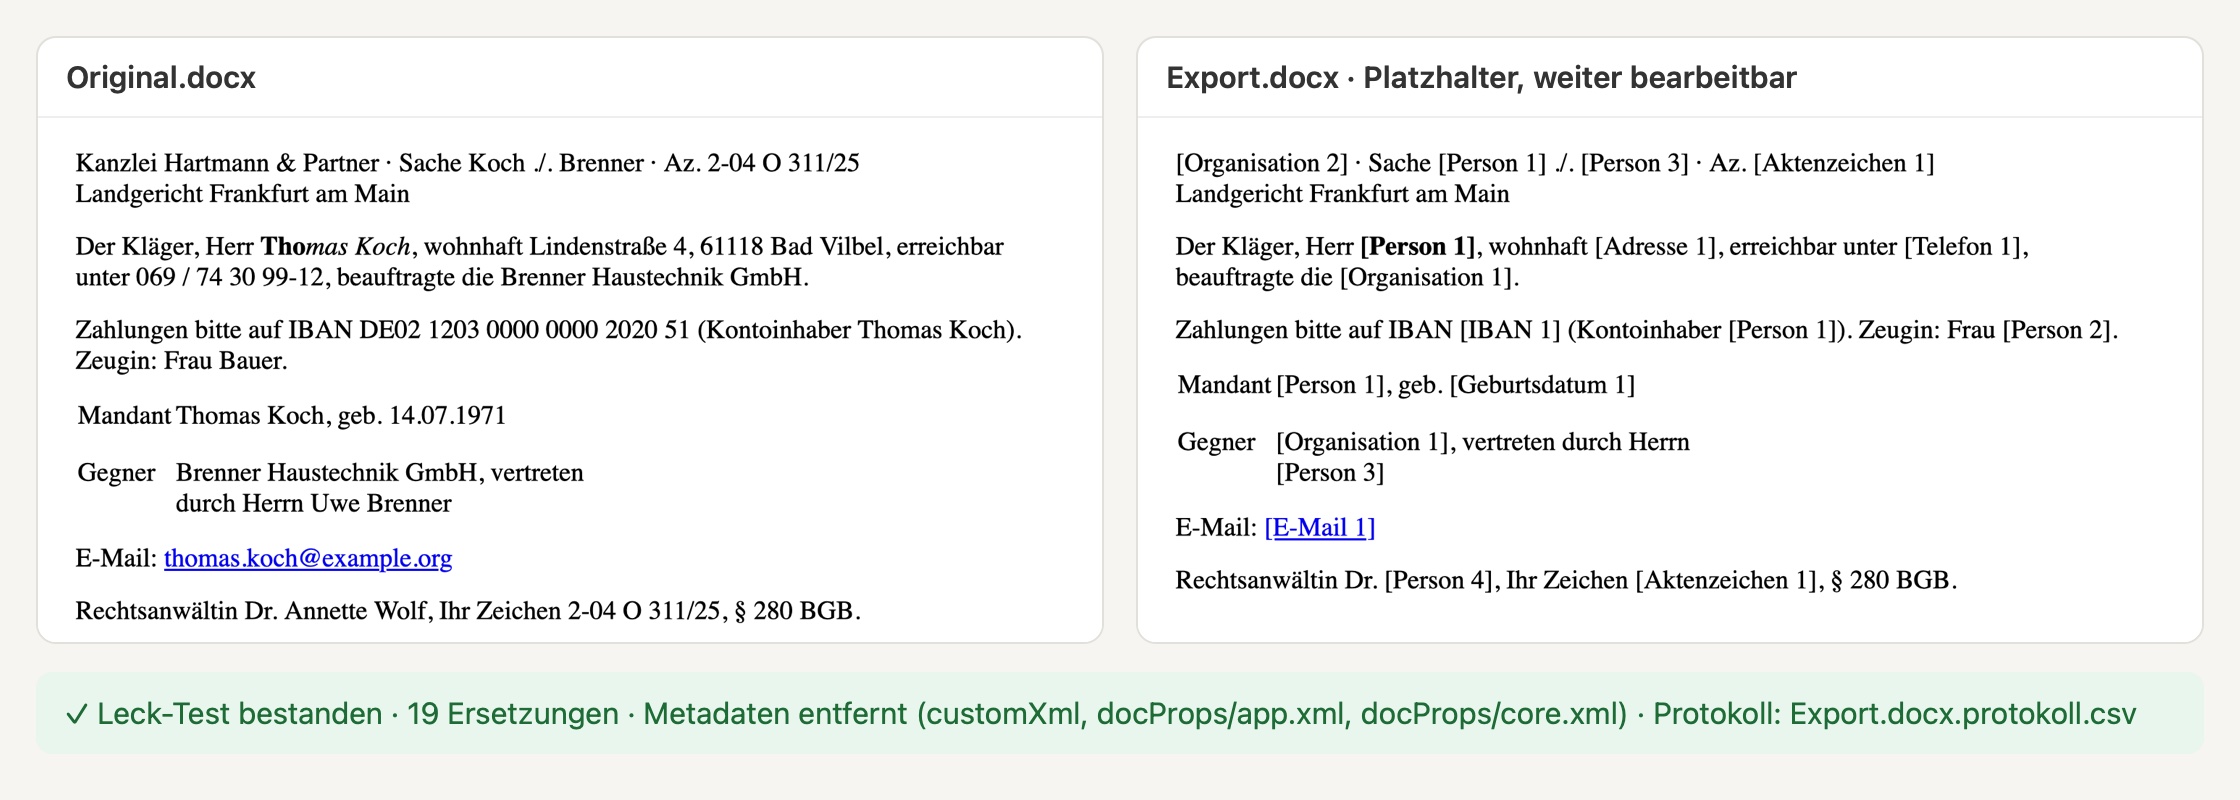 Original.docx
Kanzlei Hartmann & Partner · Sache Koch ./. Brenner · Az. 2-04 O 311/25
Landgericht Frankfurt am Main
Der Kläger, Herr Thomas Koch, wohnhaft Lindenstraße 4, 61118 Bad Vilbel, erreichbar
unter 069 / 74 30 99-12, beauftragte die Brenner Haustechnik GmbH.
Zahlungen bitte auf IBAN DE02 1203 0000 0000 2020 51 (Kontoinhaber Thomas Koch).
Zeugin: Frau Bauer.
Mandant Thomas Koch, geb. 14.07.1971
Gegner Brenner Haustechnik GmbH, vertreten
durch Herrn Uwe Brenner
E-Mail: thomas.koch@example.org
Rechtsanwältin Dr. Annette Wolf, Ihr Zeichen 2-04 O 311/25, § 280 BGB.
Export.docx · Platzhalter, weiter bearbeitbar
[Organisation 2] · Sache [Person 1] ./. [Person 3] · Az. [Aktenzeichen 1]
Landgericht Frankfurt am Main
Der Kläger, Herr [Person 1], wohnhaft [Adresse 1], erreichbar unter [Telefon 1],
beauftragte die [Organisation 1].
Zahlungen bitte auf IBAN [IBAN 1] (Kontoinhaber [Person 1]). Zeugin: Frau [Person 2].
Mandant [Person 1], geb. [Geburtsdatum 1]
Gegner [Organisation 1], vertreten durch Herrn
[Person 3]
E-Mail: [E-Mail 1]
Rechtsanwältin Dr. [Person 4], Ihr Zeichen [Aktenzeichen 1], § 280 BGB.
✓ Leck-Test bestanden · 19 Ersetzungen · Metadaten entfernt (customXml, docProps/app.xml, docProps/core.xml) · Protokoll: Export.docx.protokoll.csv